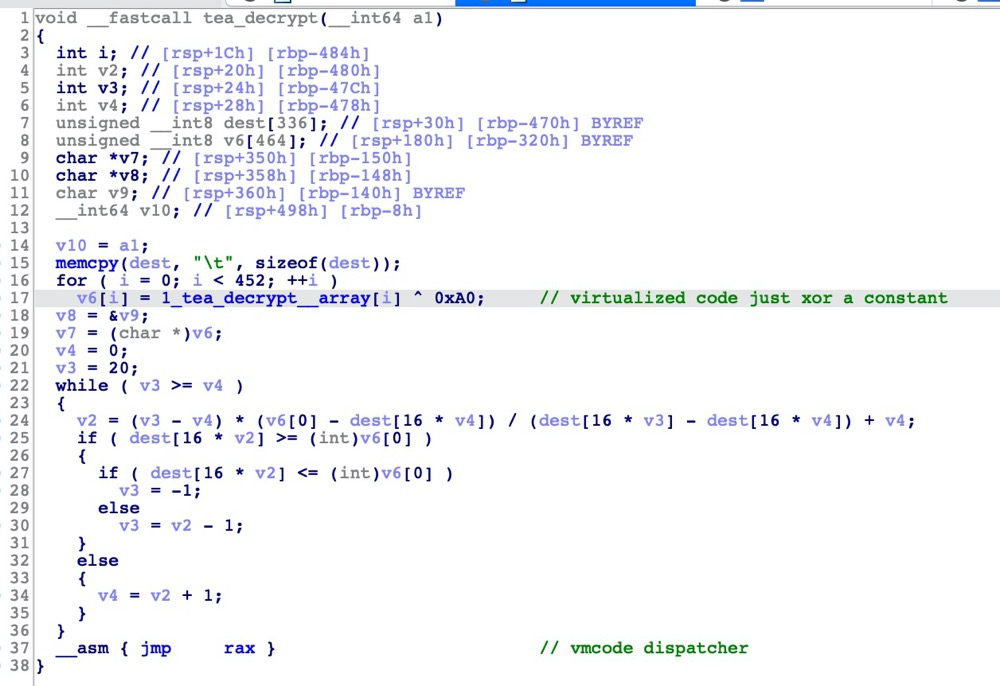 1 void __fastcall tea_decrypt(__int64 a1)
2 {
3 int i; // [rsp+1Ch] [rbp-484h]
4 int v2; // [rsp+20h] [rbp-480h]
5 int v3; // [rsp+24h] [rbp-47Ch]
6 int v4; // [rsp+28h] [rbp-478h]
7 unsigned __int8 dest[336]; // [rsp+30h] [rbp-470h] BYREF
8 unsigned __int8 v6[464]; // [rsp+180h] [rbp-320h] BYREF
9 char *v7; // [rsp+350h] [rbp-150h]
10 char *v8; // [rsp+358h] [rbp-148h]
11 char v9; // [rsp+360h] [rbp-140h] BYREF
12 __int64 v10; // [rsp+498h] [rbp-8h]
13
14 v10 = a1;
15 memcpy(dest, "\t", sizeof(dest));
16 for ( i = 0; i < 452; ++i )
17 v6[i] = 1_tea_decrypt__array[i] ^ 0xA0; // virtualized code just xor a constant
18 v8 = &v9;
19 v7 = (char *)v6;
20 v4 = 0;
21 v3 = 20;
22 while ( v3 >= v4 )
23 {
24 v2 = (v3 - v4) * (v6[0] - dest[16 * v4]) / (dest[16 * v3] - dest[16 * v4]) + v4;
25 if ( dest[16 * v2] >= (int)v6[0] )
26 {
27 if ( dest[16 * v2] <= (int)v6[0] )
28 v3 = -1;
29 else
30 v3 = v2 - 1;
31 }
32 else
33 {
34 v4 = v2 + 1;
35 }
36 }
37 __asm { jmp rax } // vmcode dispatcher
38 }